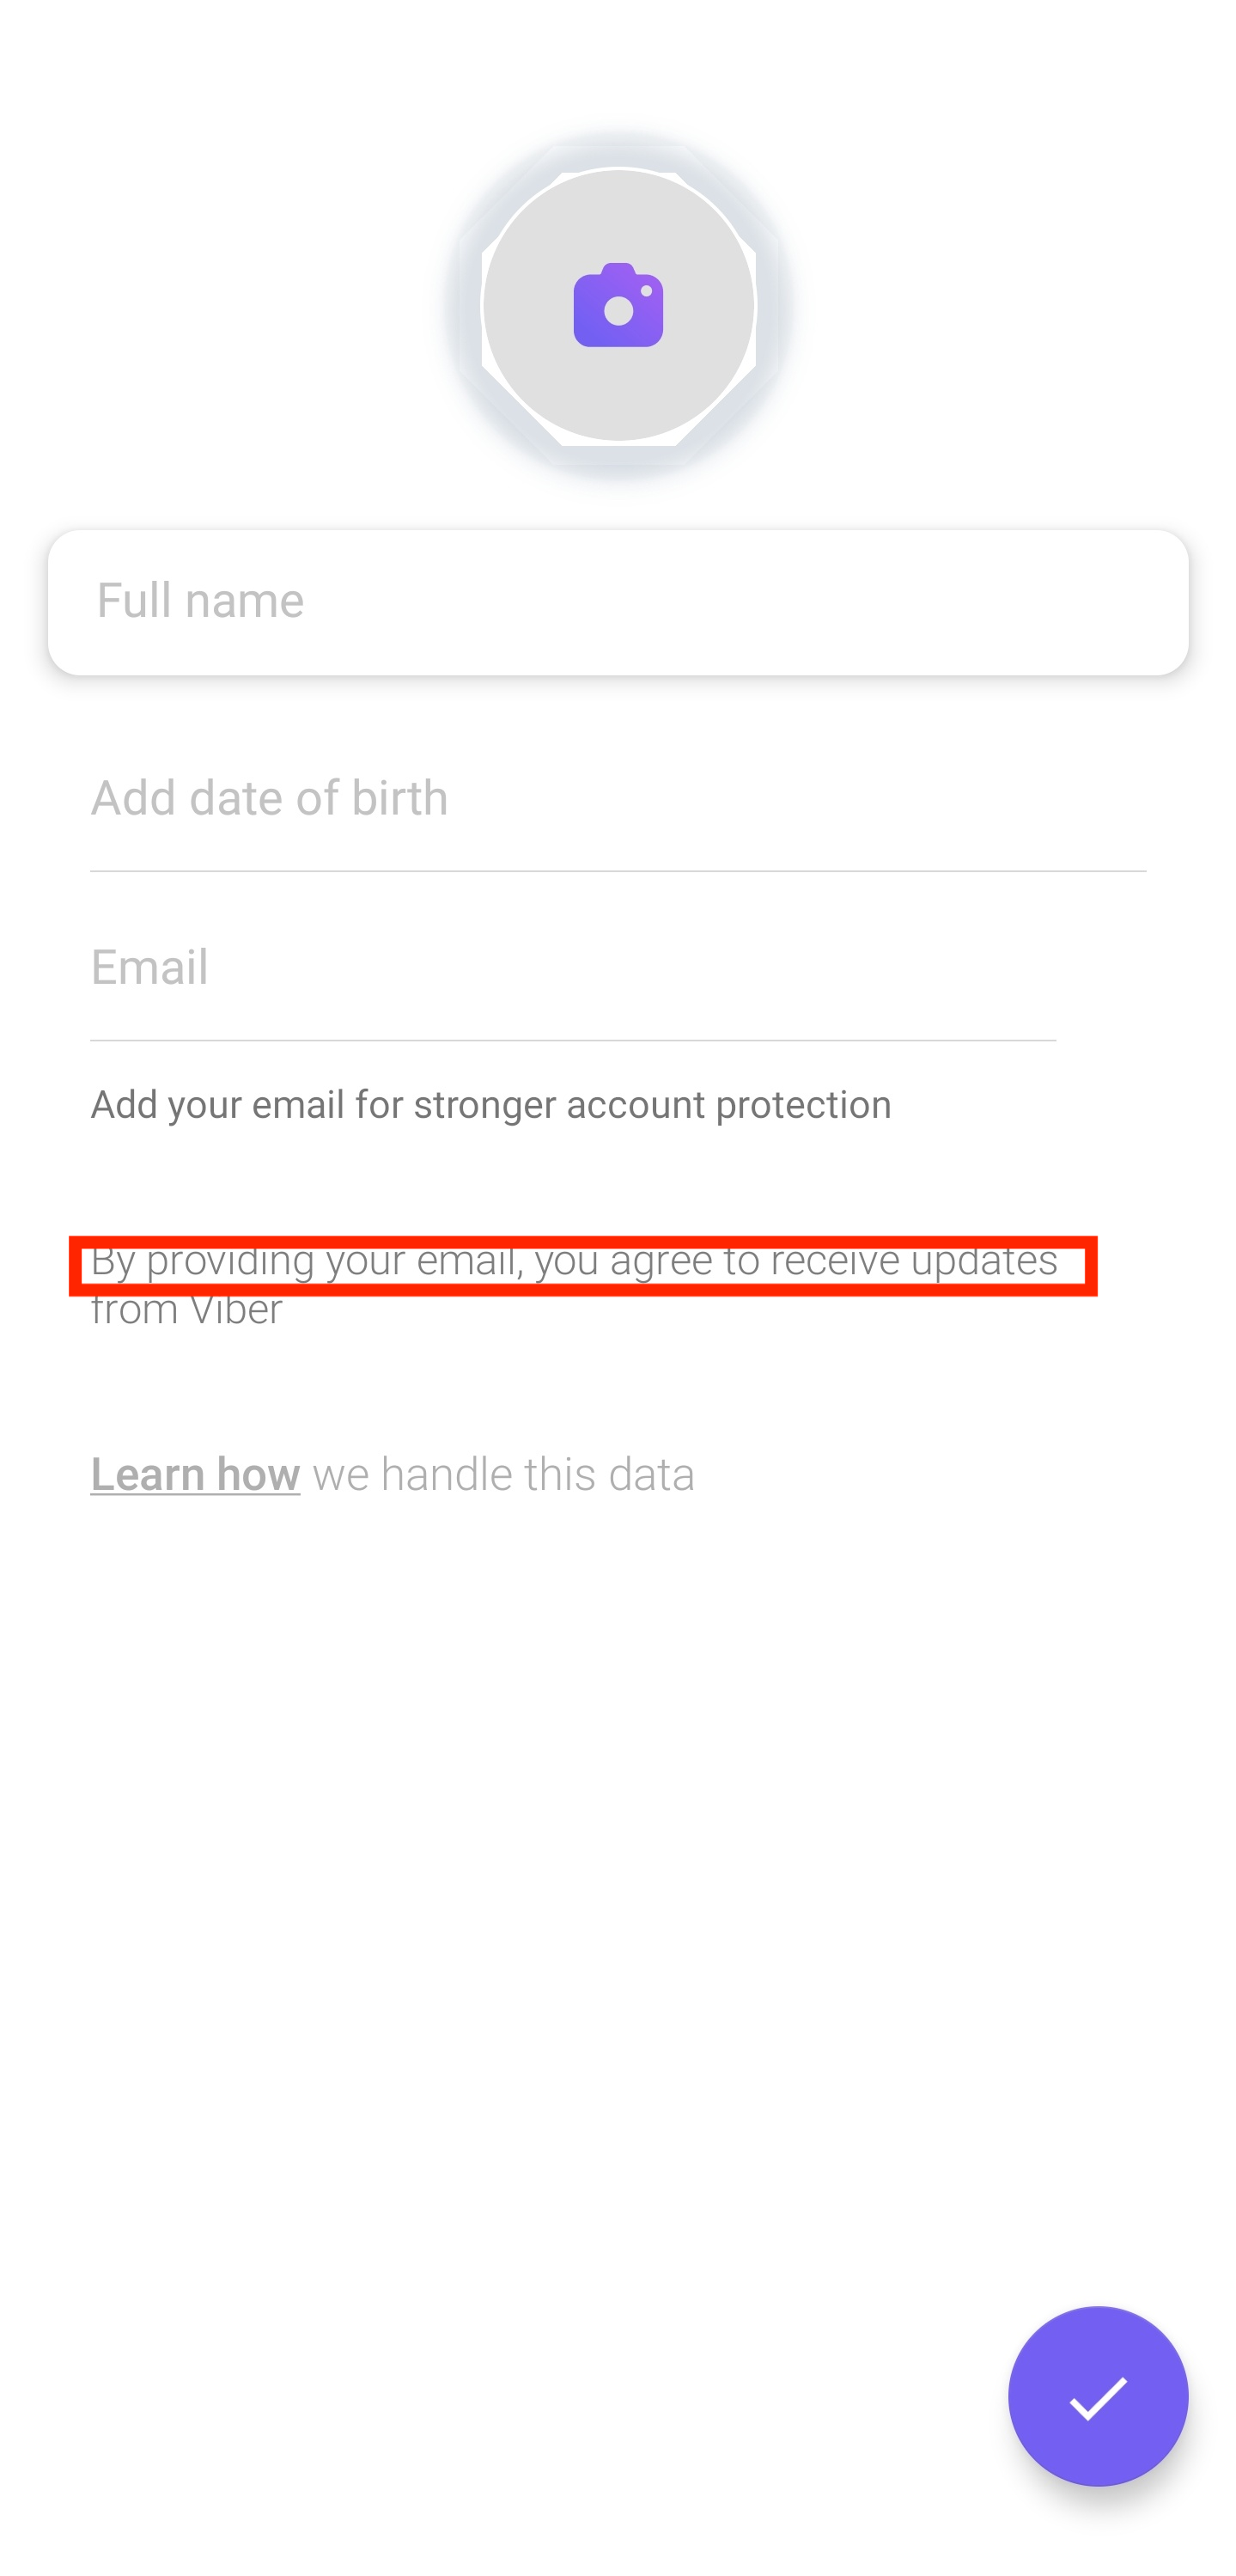 Full name
Add date of birth
Email
Add your email for stronger account protection
By providing your email, you agree to receive updates
from Viber
Learn how we handle this data